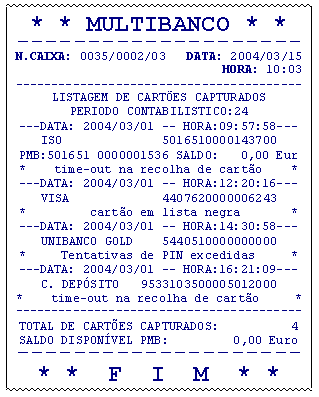 * * MULTIBANCO * *
N.CAIXA: 0035/0002/03 DATA: 2004/03/15
HORA: 10:03
LISTAGEM DE CARTÕES CAPTURADOS
PERIODO CONTABILISTICO:24
---DATA: 2004/03/01 -- HORA:09:57:58---
ISO 5016510000143700
PMB:501651 0000001536 SALDO: 0,00 Eur
* time-out na recolha de cartão *
---DATA: 2004/03/01 -- HORA:12:20:16---
VISA 4407620000006243
* cartão em lista negra *
---DATA: 2004/03/01 -- HORA:14:30:58---
UNIBANCO GOLD 5440510000000000
* Tentativas de PIN excedidas *
---DATA: 2004/03/01 -- HORA:16:21:09---
C. DEPÓSITO 9533103500005012000
* time-out na recolha de cartão *
TOTAL DE CARTÕES CAPTURADOS: 4
SALDO DISPONÍVEL PMB: 0,00 Euro
* * F I M * *